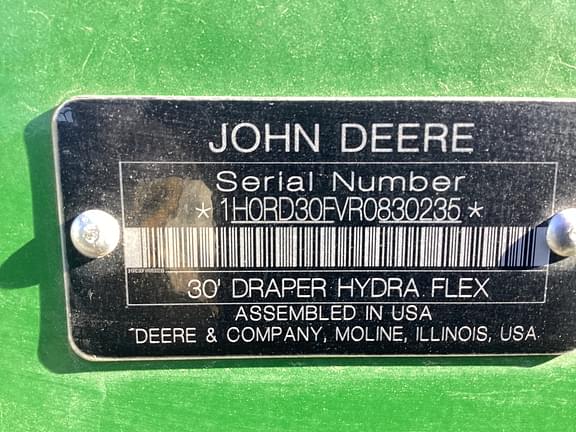 JOHN DEERE
Serial Number
*1H0RD30FVR0830235*
30' DRAPER HYDRA FLEX
ASSEMBLED IN USA
DEERE & COMPANY, MOLINE, ILLINOIS, USA